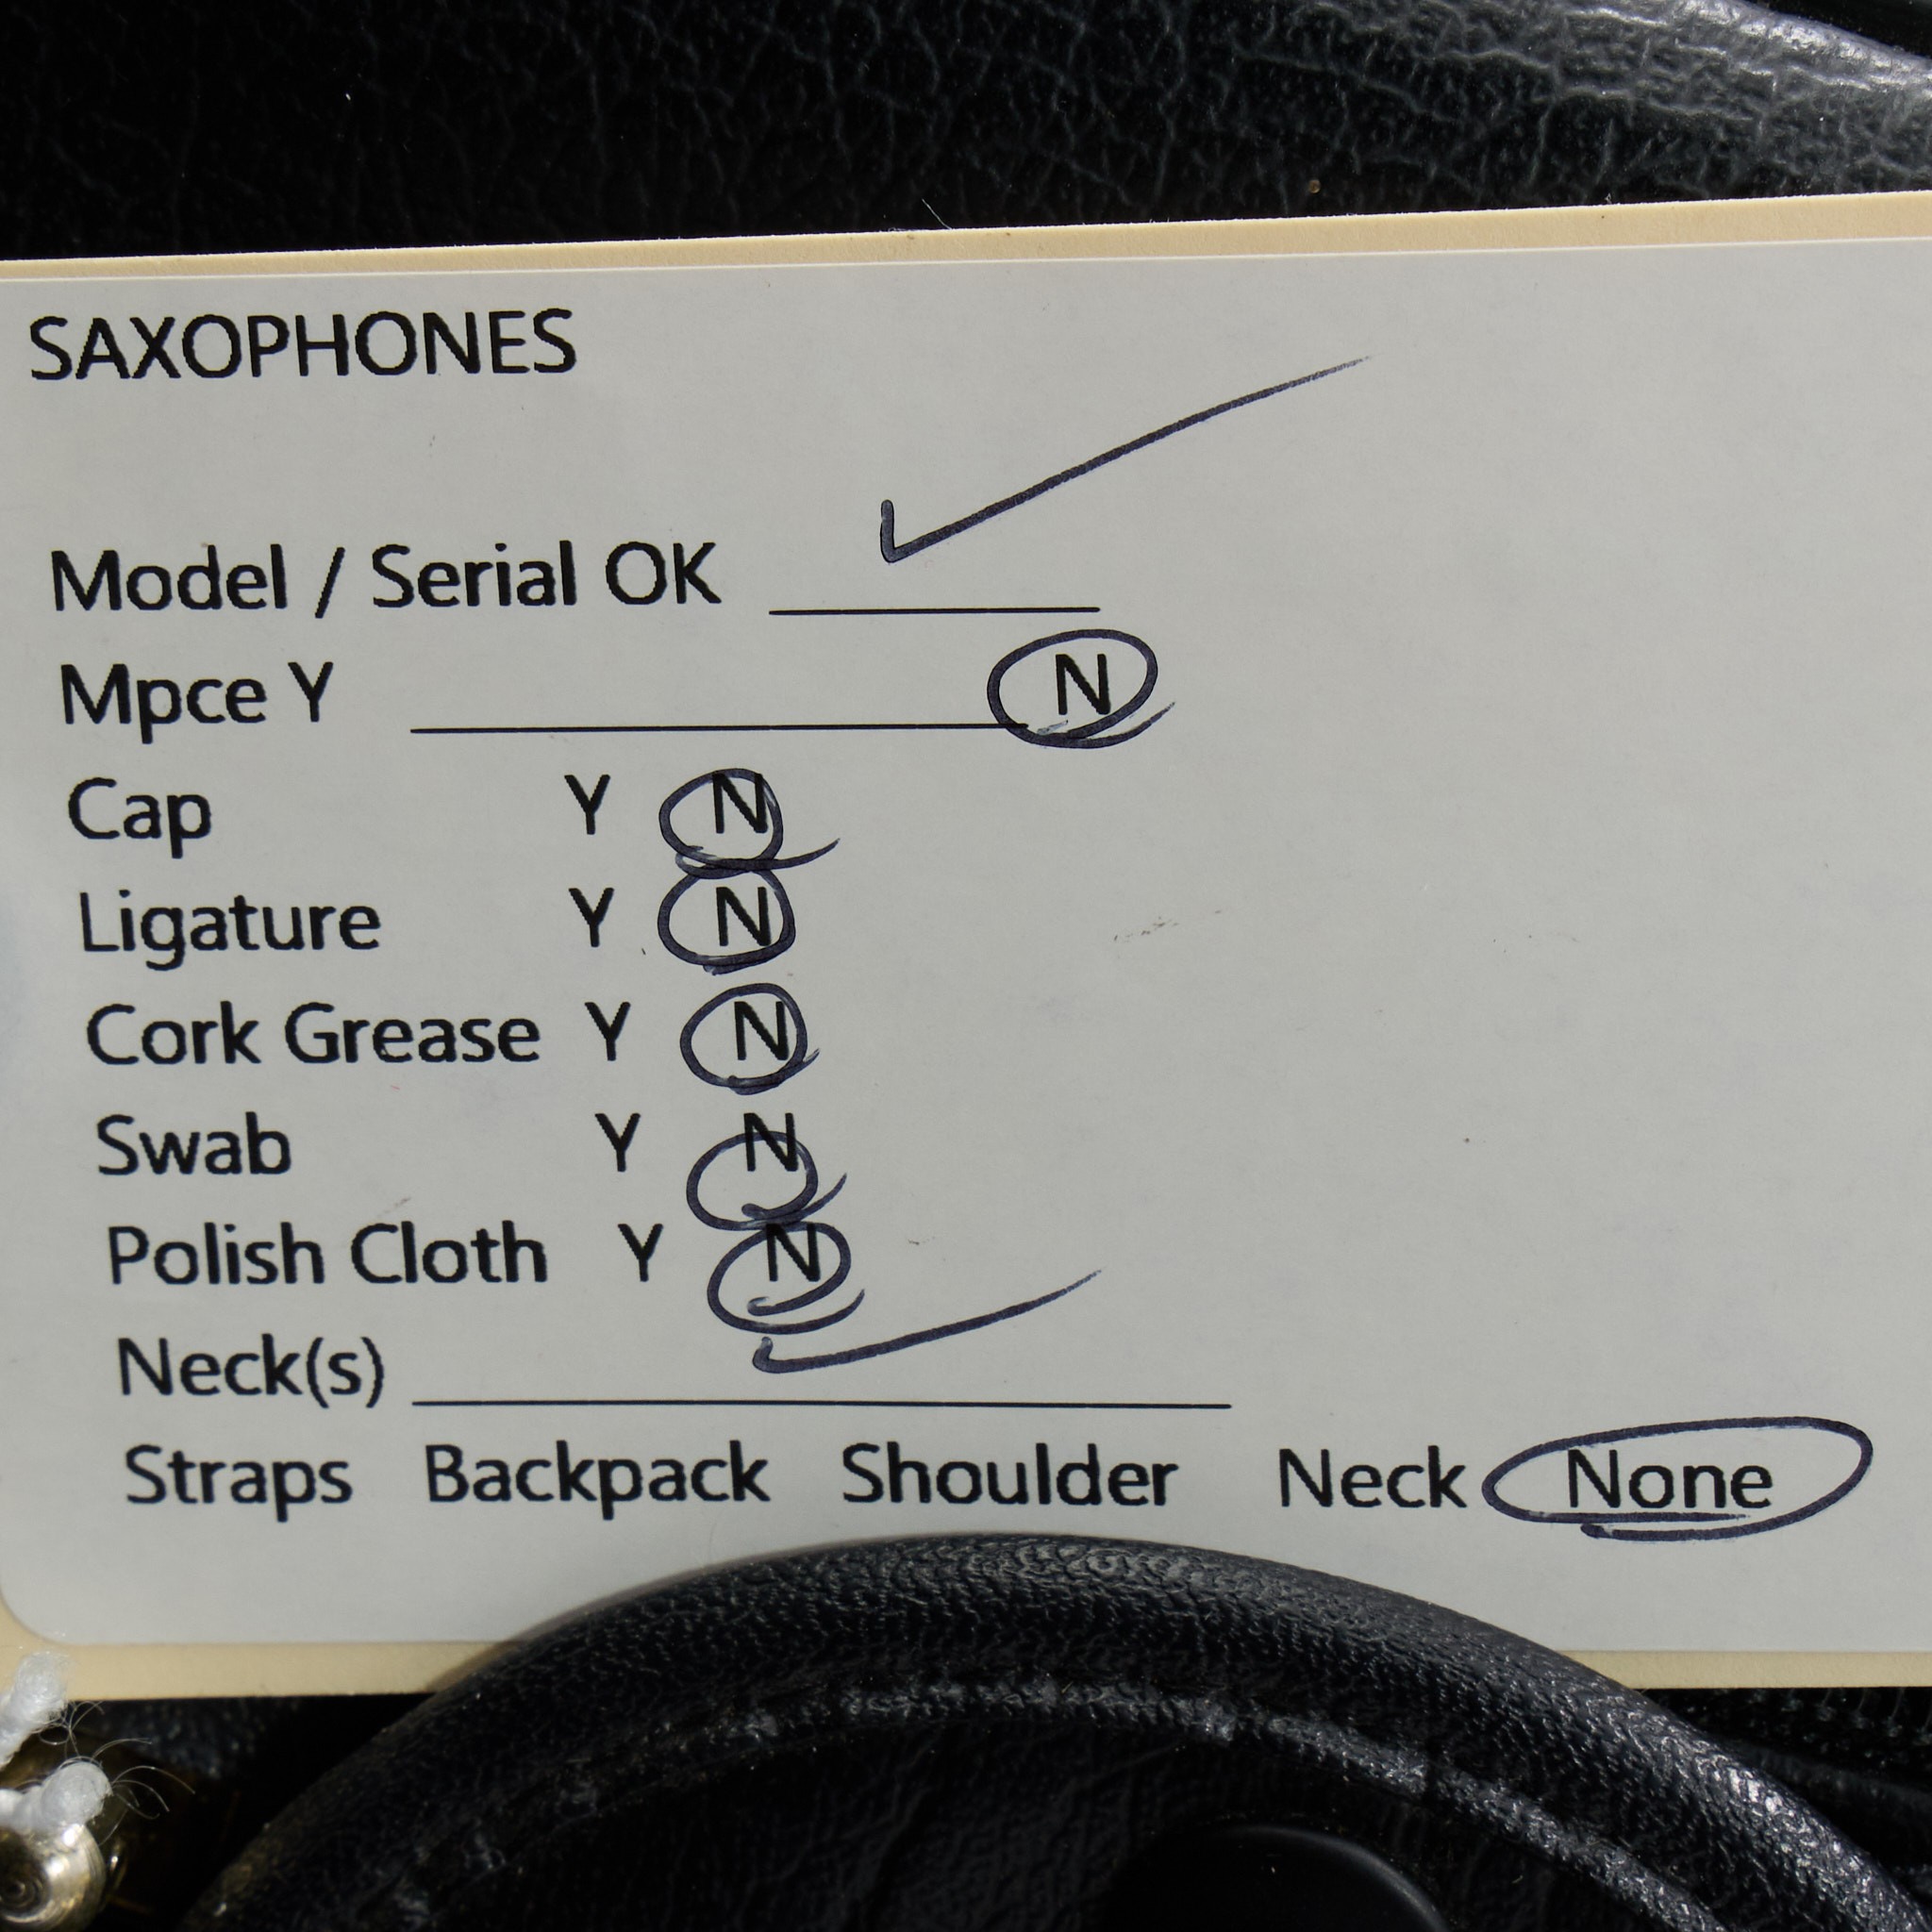 SAXOPHONES
Model / Serial OK ✓
Mpce Y N
Cap Y N
Ligature Y N
Cork Grease Y N
Swab Y N
Polish Cloth Y N
Neck(s) ✓
Straps Backpack Shoulder Neck None